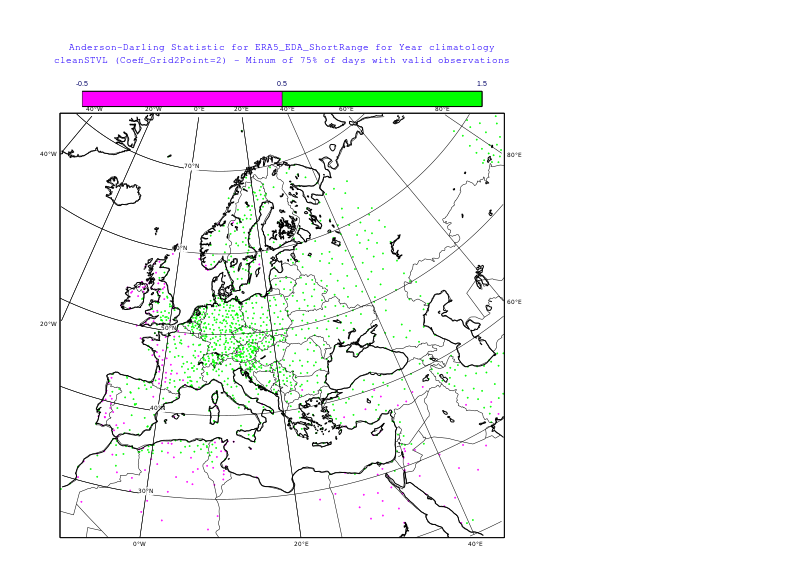 Anderson-Darling Statistic for ERA5_EDA_ShortRange for Year climatology
cleanSTVL (Coeff_Grid2Point=2) - Minum of 75% of days with valid observations
-0.5 0.5 1.5
40°W 20°W 0°E 20°E 40°E 60°E 80°E
40°W 80°E
70°N
60°N
60°E
20°W 50°N
40°N
30°N
0°W 20°E 40°E